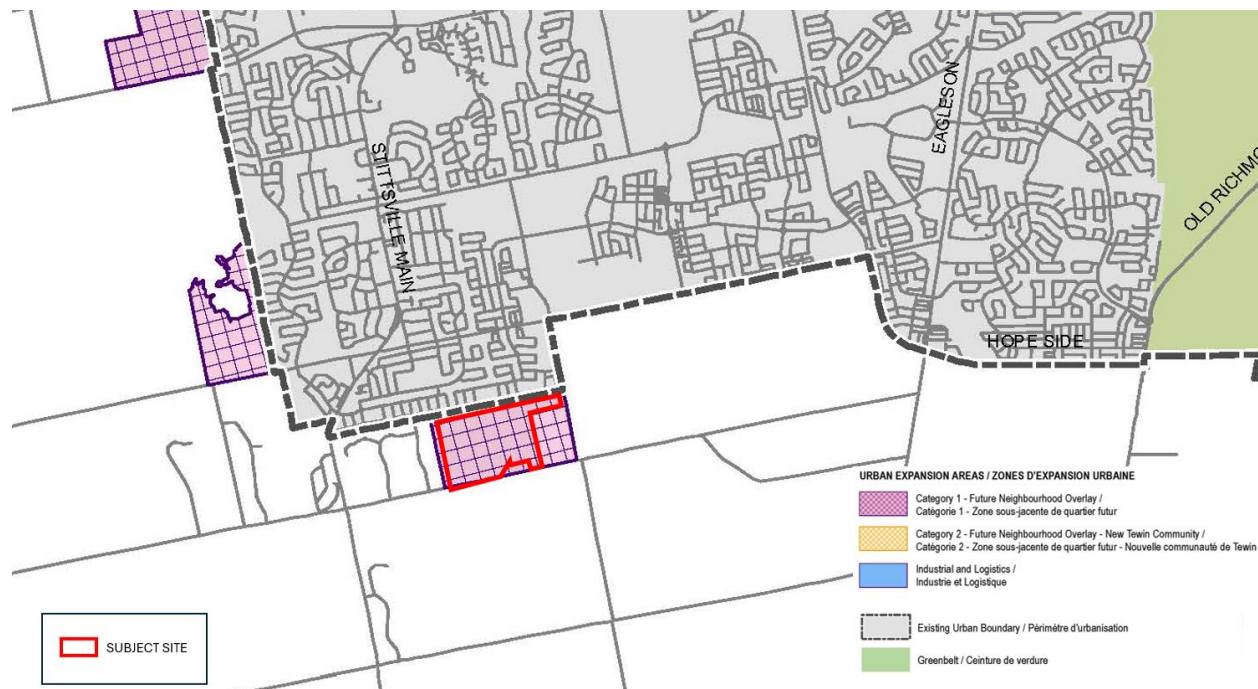 STITTSVILLE MAIN
EAGLESON
OLD RICHMO
HOPE SIDE
URBAN EXPANSION AREAS / ZONES D'EXPANSION URBAINE
Category 1 - Future Neighbourhood Overlay /
Catégorie 1 - Zone sous-jacente de quartier futur
Category 2 - Future Neighbourhood Overlay - New Tewin Community /
Catégorie 2 - Zone sous-jacente de quartier futur - Nouvelle communauté de Tewin
Industrial and Logistics /
Industrie et Logistique
Existing Urban Boundary / Périmètre d'urbanisation
Greenbelt / Ceinture de verdure
SUBJECT SITE